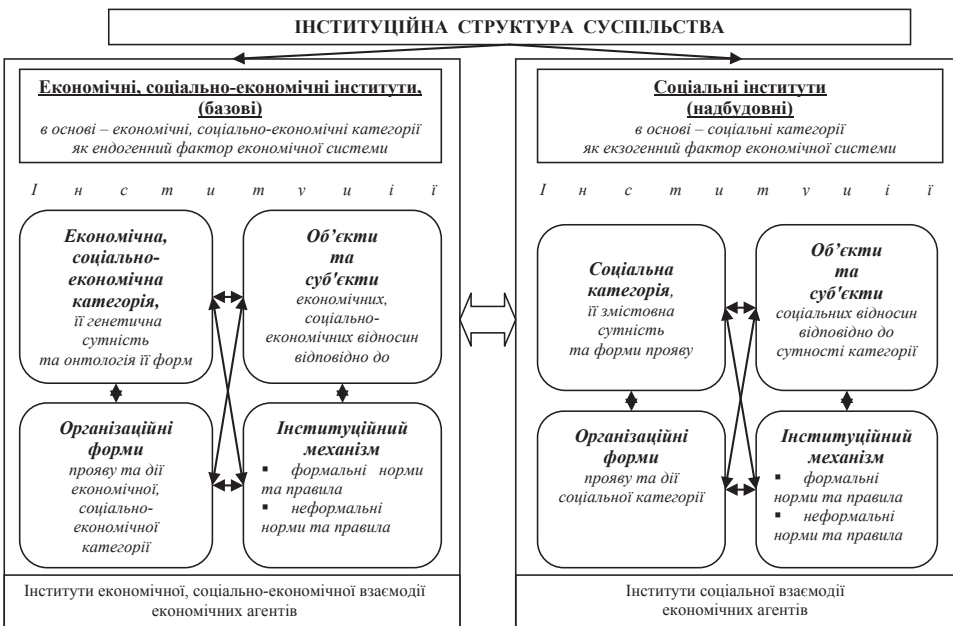 ІНСТИТУЦІЙНА СТРУКТУРА СУСПІЛЬСТВА
Економічні, соціально-економічні інститути,
(базові)
в основі – економічні, соціально-економічні категорії
як ендогенний фактор економічної системи
І н с т и т у ц і ї
Економічна,
соціально-
економічна
категорія,
її генетична
сутність
та онтологія її форм
Об’єкти
та
суб'єкти
економічних,
соціально-
економічних відносин
відповідно до
Організаційні
форми
прояву та дії
економічної,
соціально-
економічної
категорії
Інституційний
механізм
▪ формальні норми
та правила
▪ неформальні
норми та правила
Інститути економічної, соціально-економічної взаємодії
економічних агентів
Соціальні інститути
(надбудовні)
в основі – соціальні категорії
як екзогенний фактор економічної системи
І н с т и т у ц і ї
Соціальна
категорія,
її змістовна
сутність
та форми прояву
Об’єкти
та
суб'єкти
соціальних відносин
відповідно до
сутності категорії
Організаційні
форми
прояву та дії
соціальної категорії
Інституційний
механізм
▪ формальні
норми та правила
▪ неформальні
норми та правила
Інститути соціальної взаємодії
економічних агентів